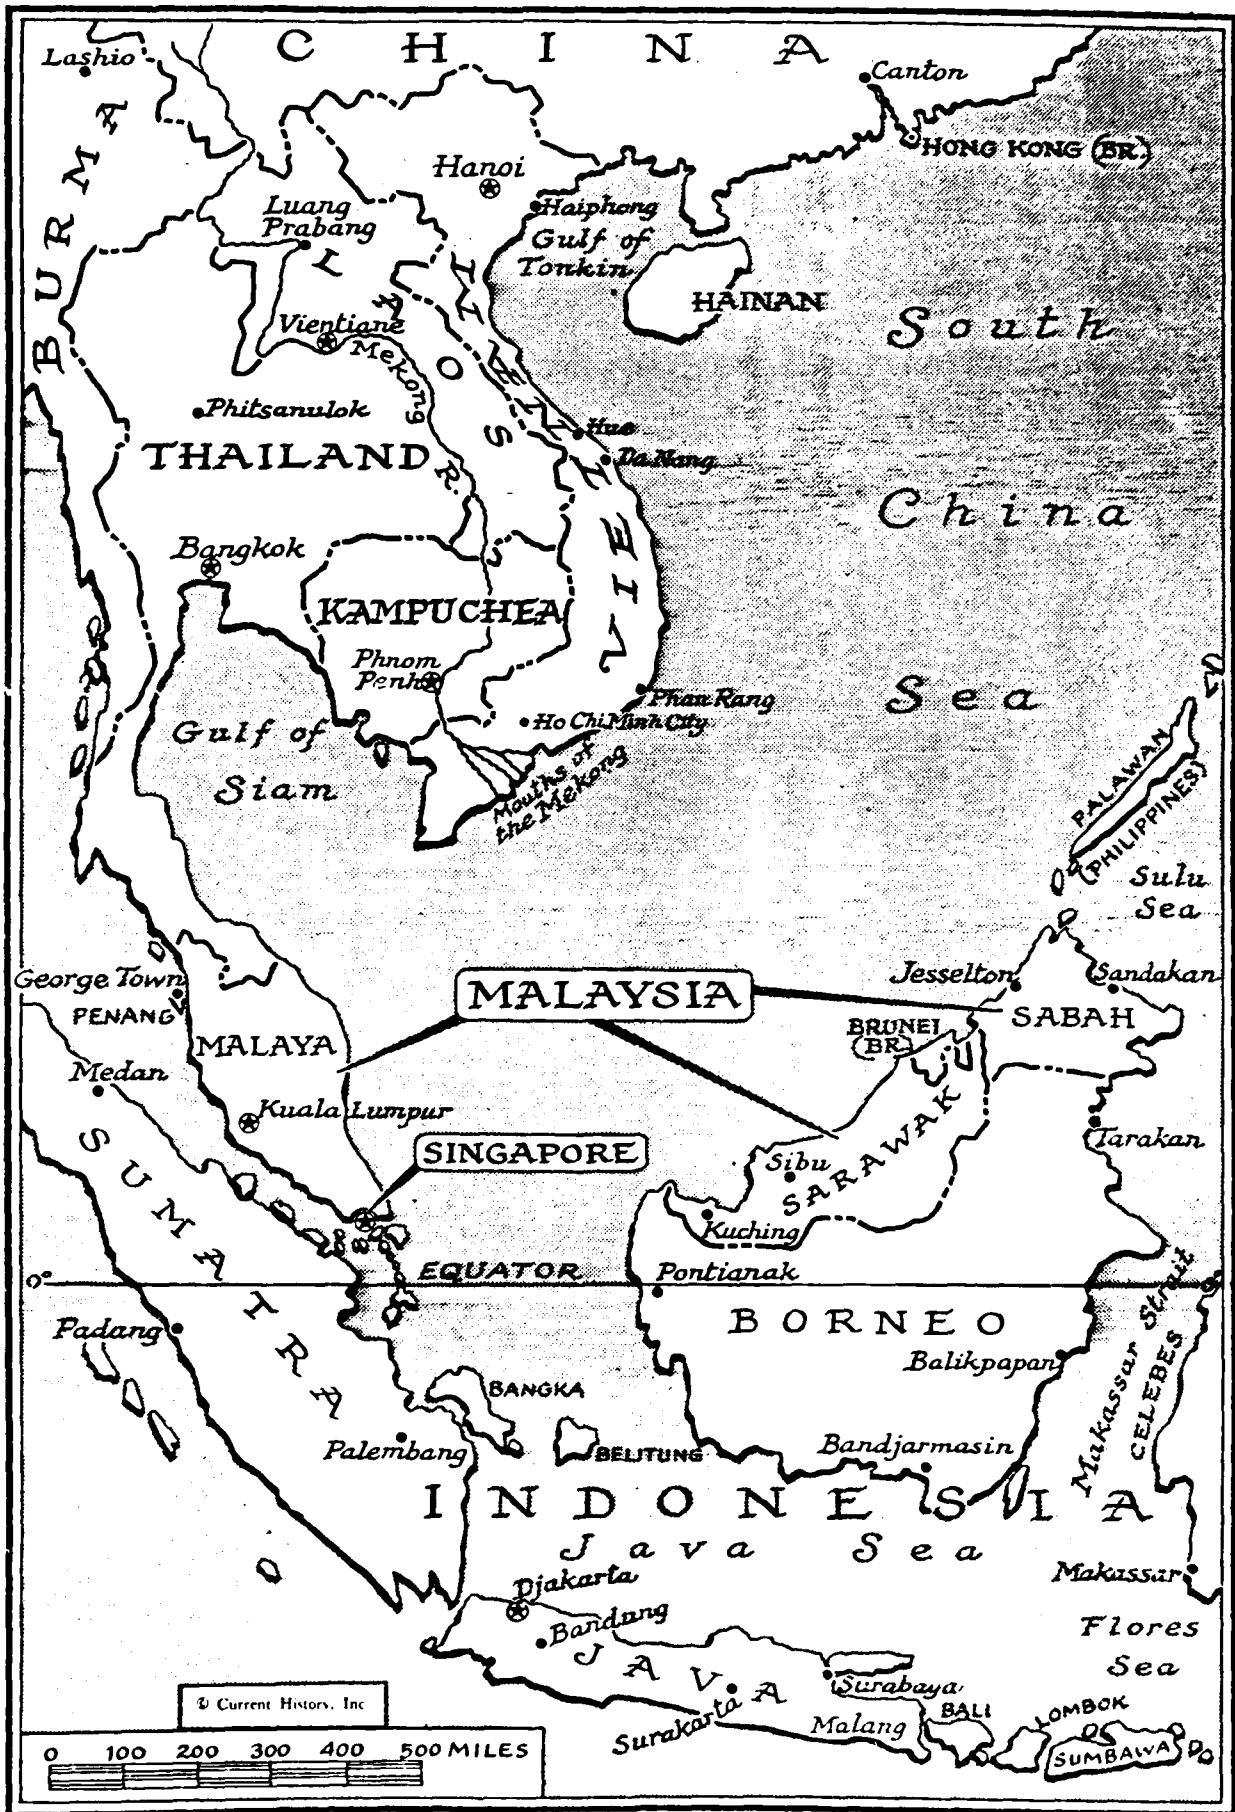 CHINA
Lashio
Canton
BURMA
HONG KONG (BR.)
Hanoi
Haiphong
Luang
Prabang
Gulf of
Tonkin
HAINAN
LAOS
VIETNAM
South
China
Sea
Vientiane
Mekong R.
Phitsanulok
THAILAND
Hue
Da Nang
Bangkok
KAMPUCHEA
Phnom
Penh
Phan Rang
Ho Chi Minh City
Gulf of
Siam
Mouths of
the Mekong
PALAWAN
(PHILIPPINES)
Sulu
Sea
George Town
PENANG
MALAYSIA
Jesselton
Sandakan
SABAH
BRUNEI
(BR.)
MALAYA
Medan
Kuala Lumpur
SINGAPORE
Tarakan
Sibu
SARAWAK
Kuching
SUMATRA
0°
EQUATOR
Pontianak
BORNEO
Makassar Strait
CELEBES
Padang
Balikpapan
BANGKA
Palembang
BELITUNG
Bandjarmasin
INDONESIA
Java Sea
Makassar
Djakarta
Bandung
Flores
Sea
JAVA
Surakarta
Surabaya
Malang
BALI
LOMBOK
SUMBAWA
© Current History, Inc
0 100 200 300 400 500 MILES